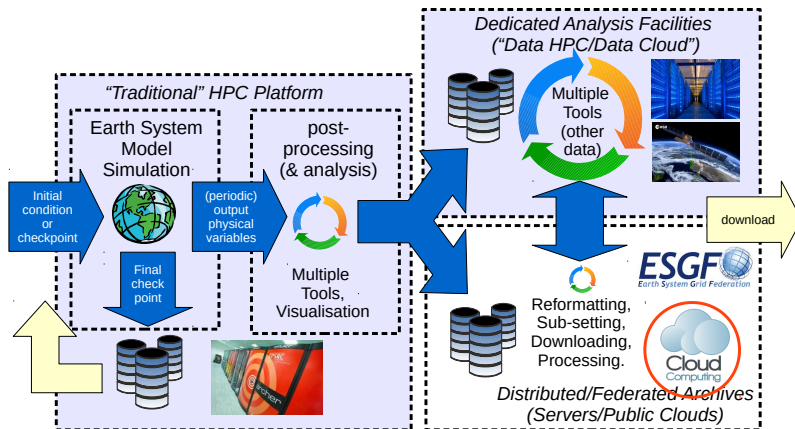 Dedicated Analysis Facilities
(“Data HPC/Data Cloud”)
“Traditional” HPC Platform
Earth System
Model
Simulation
post-
processing
(& analysis)
Multiple
Tools
(other
data)
esa
Initial
condition
or
checkpoint
(periodic)
output
physical
variables
download
Final
check
point
Multiple
Tools,
Visualisation
ESGF
Earth System Grid Federation
Reformatting,
Sub-setting,
Downloading,
Processing.
Cloud
Computing
archer
Distributed/Federated Archives
(Servers/Public Clouds)